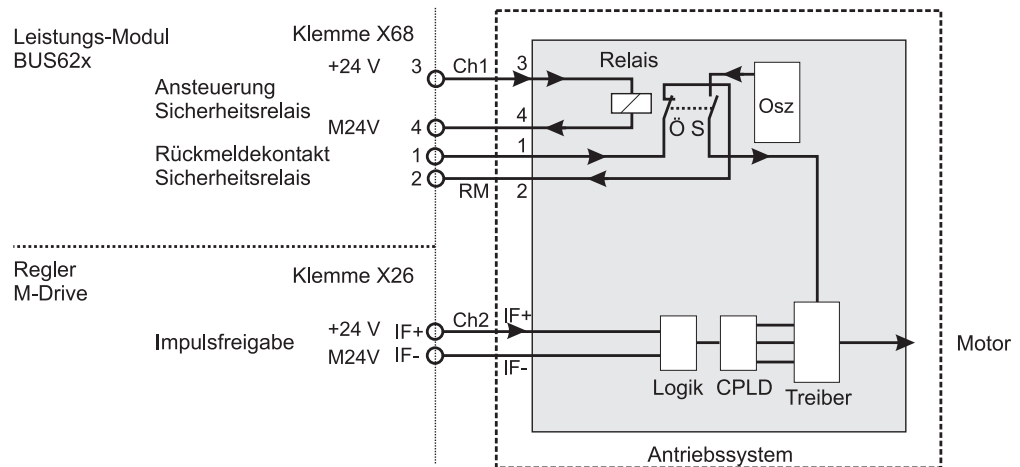 Leistungs-Modul
BUS62x
Klemme X68
+24 V 3 Ch1 3
Relais
Ansteuerung
Sicherheitsrelais
Osz
M24V 4 4
Ö S
Rückmeldekontakt
Sicherheitsrelais
1 1
2 RM 2
Regler
M-Drive
Klemme X26
Impulsfreigabe
+24 V IF+ Ch2 IF+
M24V IF- IF-
Motor
Logik CPLD Treiber
Antriebssystem